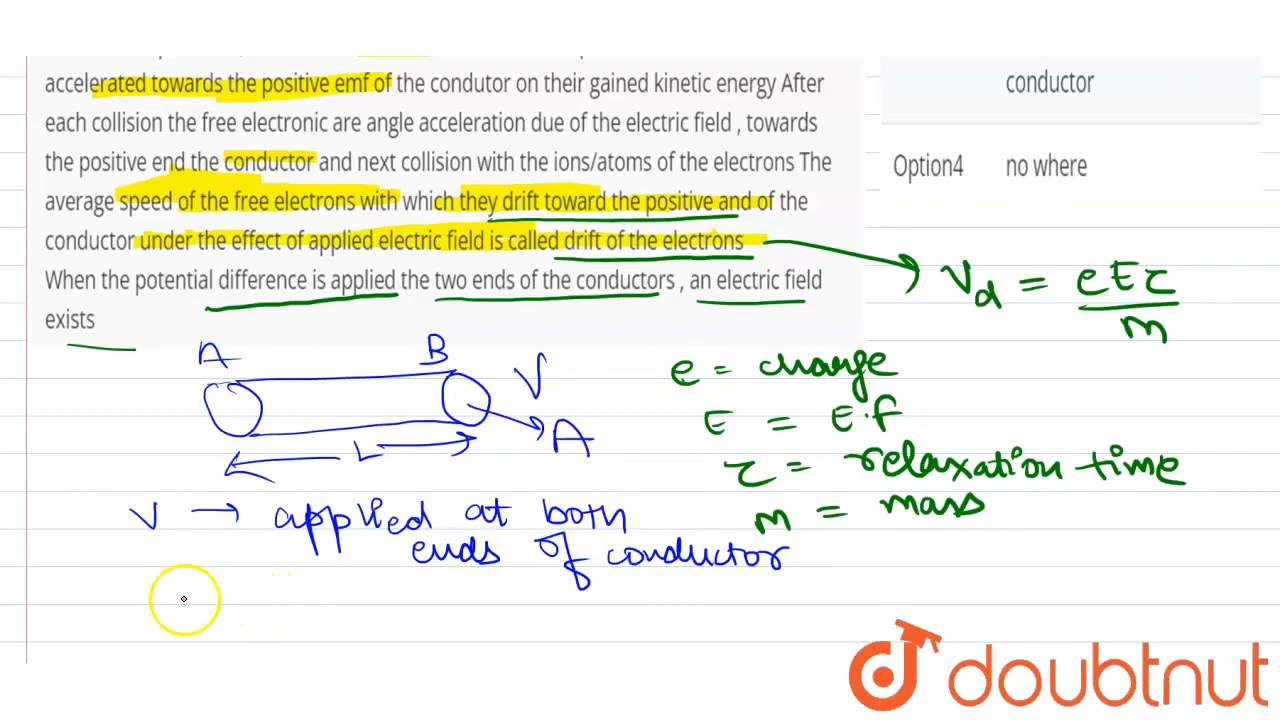 accelerated towards the positive emf of the condutor on their gained kinetic energy After
each collision the free electronic are angle acceleration due of the electric field , towards
the positive end the conductor and next collision with the ions/atoms of the electrons The
average speed of the free electrons with which they drift toward the positive and of the
conductor under the effect of applied electric field is called drift of the electrons
When the potential difference is applied the two ends of the conductors , an electric field
exists
conductor
Option4 no where
Vd = eEτ
m
A B V
A
L
e = charge
E = E.f
τ = relaxation time
m = mass
V → applied at both
ends of conductor
doubtnut